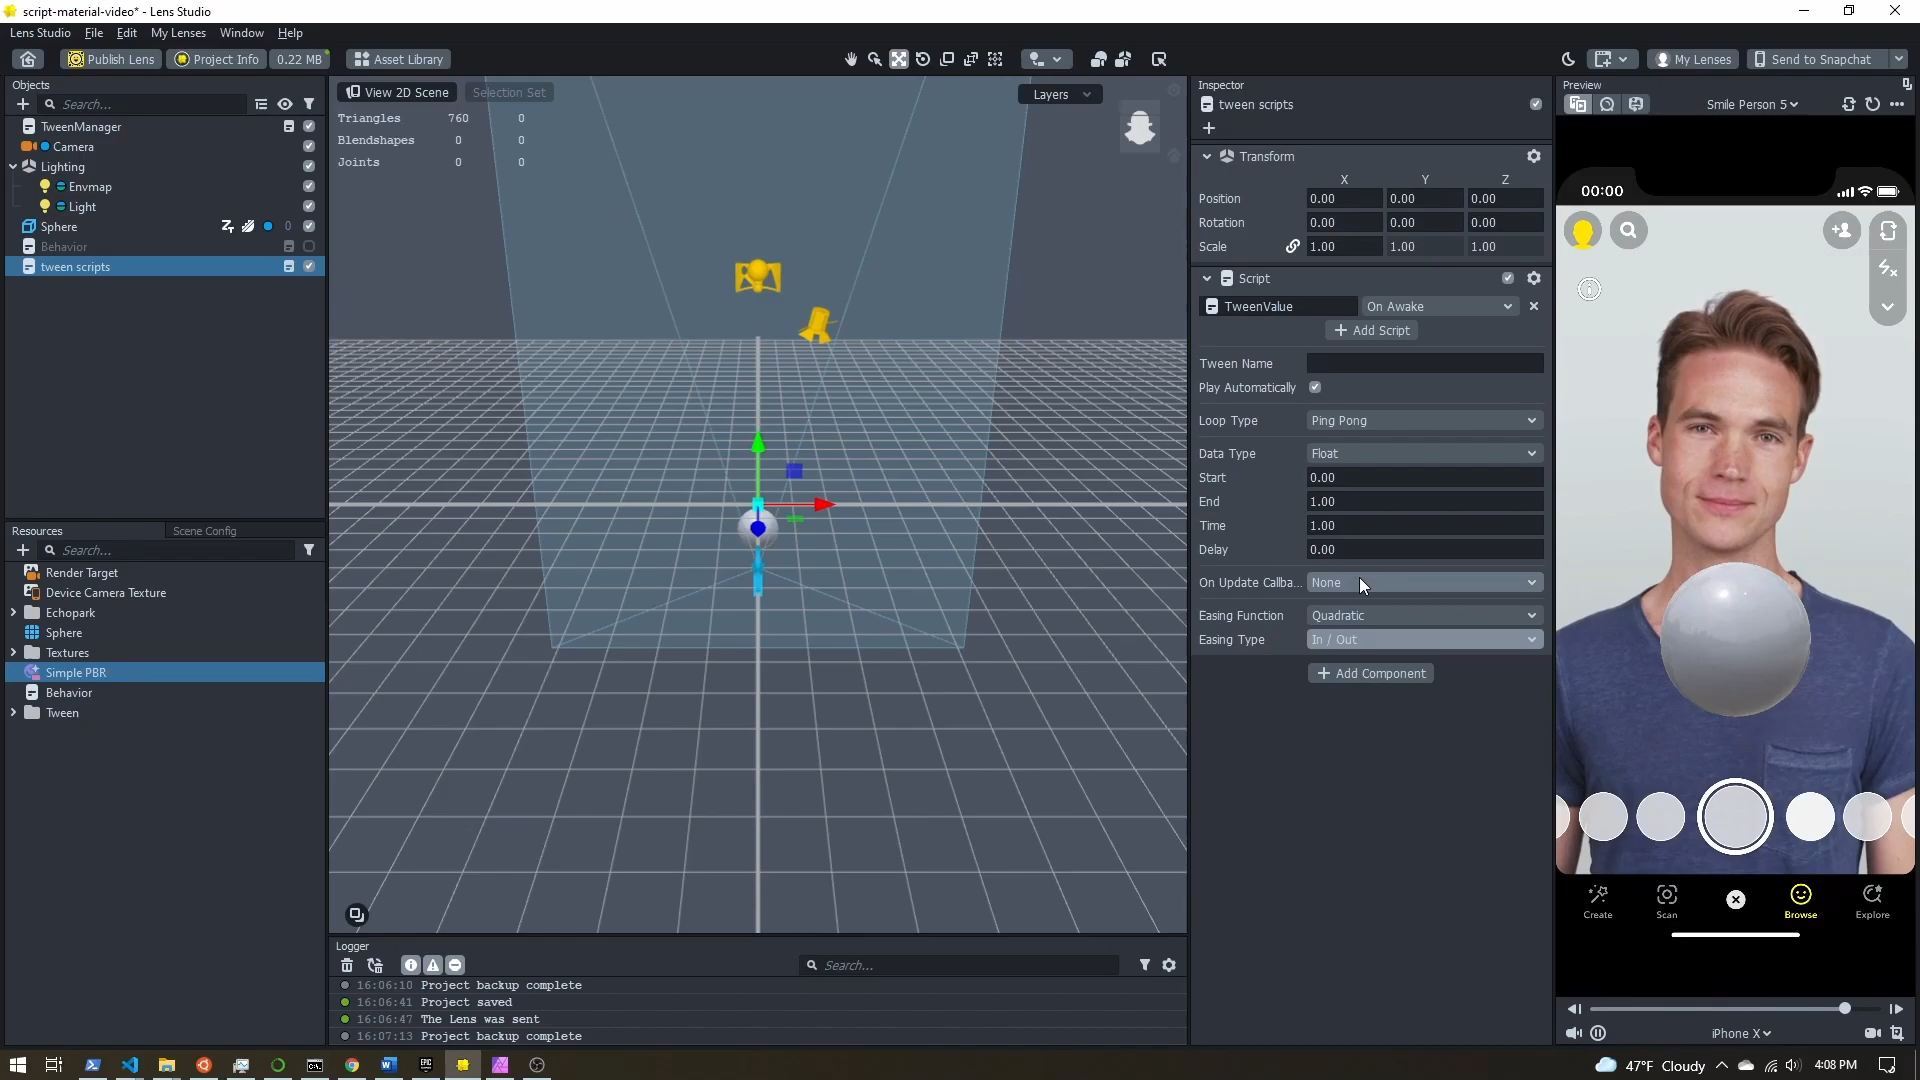 script-material-video* - Lens Studio
Lens Studio File Edit My Lenses Window Help
Publish Lens Project Info 0.22 MB Asset Library My Lenses Send to Snapchat
Objects
Search...
TweenManager
Camera
Lighting
Envmap
Light
Sphere 0
Behavior
tween scripts
Resources Scene Config
Search...
Render Target
Device Camera Texture
Echopark
Sphere
Textures
Simple PBR
Behavior
Tween
View 2D Scene Selection Set Layers
Triangles 760 0
Blendshapes 0 0
Joints 0 0
Logger
Search...
16:06:10 Project backup complete
16:06:41 Project saved
16:06:47 The Lens was sent
16:07:13 Project backup complete
Inspector
tween scripts
Transform
X Y Z
Position 0.00 0.00 0.00
Rotation 0.00 0.00 0.00
Scale 1.00 1.00 1.00
Script
TweenValue On Awake
Add Script
Tween Name
Play Automatically
Loop Type Ping Pong
Data Type Float
Start 0.00
End 1.00
Time 1.00
Delay 0.00
On Update Callba... None
Easing Function Quadratic
Easing Type In / Out
Add Component
Preview
Smile Person 5
00:00
Create Scan Browse Explore
iPhone X
47°F Cloudy 4:08 PM